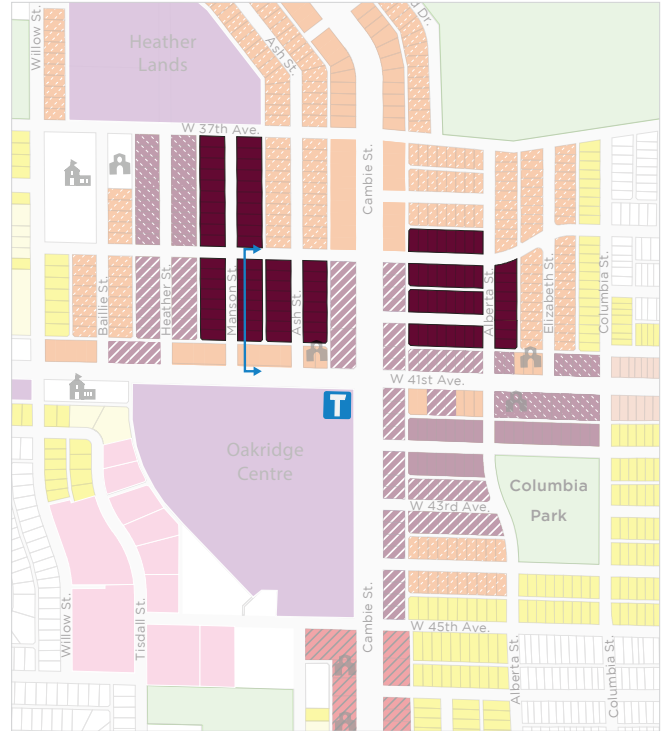 Willow St.
Heather
Lands
Ash St.
W 37th Ave.
Cambie St.
Baillie St.
Heather St.
Manson St.
Ash St.
Alberta St.
Elizabeth St.
Columbia St.
W 41st Ave.
T
Oakridge
Centre
Columbia
Park
W 43rd Ave.
Willow St.
Tisdall St.
Cambie St.
W 45th Ave.
Alberta St.
Columbia St.